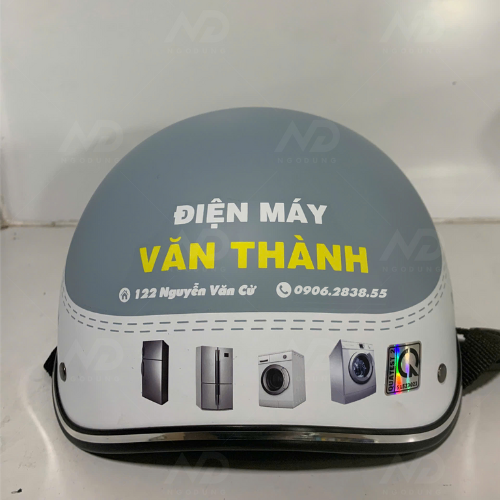 ĐIỆN MÁY
VĂN THÀNH
122 Nguyễn Văn Cừ 0906.2838.55